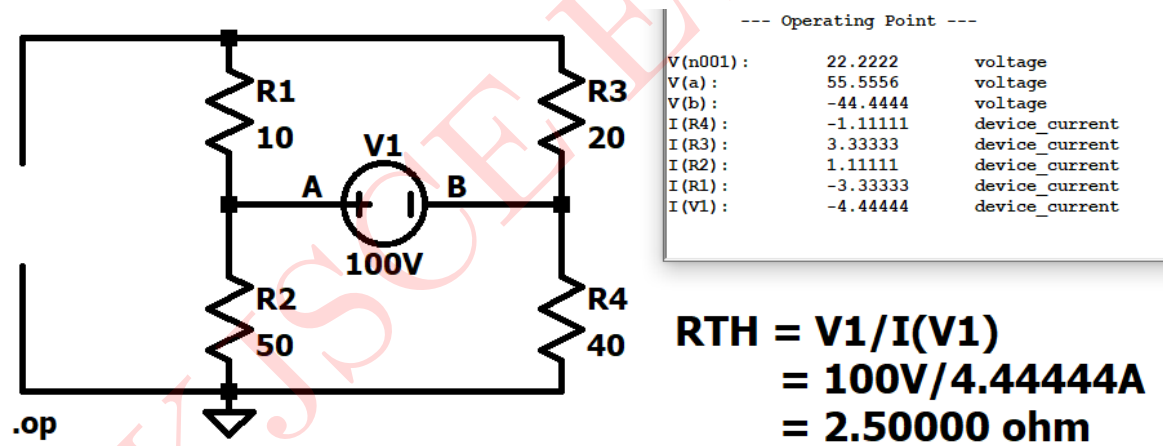 --- Operating Point ---
V(n001): 22.2222 voltage
V(a): 55.5556 voltage
V(b): -44.4444 voltage
I(R4): -1.11111 device_current
I(R3): 3.33333 device_current
I(R2): 1.11111 device_current
I(R1): -3.33333 device_current
I(V1): -4.44444 device_current
R1
10
R3
20
V1
A
B
100V
R2
50
R4
40
.op
RTH = V1/I(V1)
= 100V/4.44444A
= 2.50000 ohm
KJSCE E